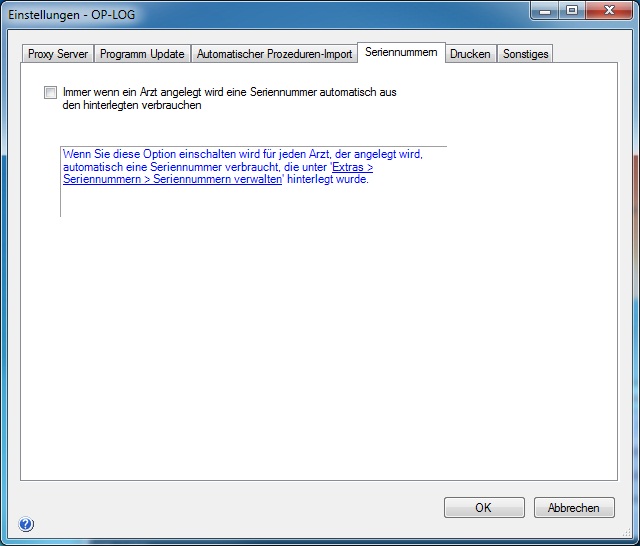 Einstellungen - OP-LOG
Proxy Server Programm Update Automatischer Prozeduren-Import Seriennummern Drucken Sonstiges
Immer wenn ein Arzt angelegt wird eine Seriennummer automatisch aus
den hinterlegten verbrauchen
Wenn Sie diese Option einschalten wird für jeden Arzt, der angelegt wird,
automatisch eine Seriennummer verbraucht, die unter 'Extras >
Seriennummern > Seriennummern verwalten' hinterlegt wurde.
OK Abbrechen
?